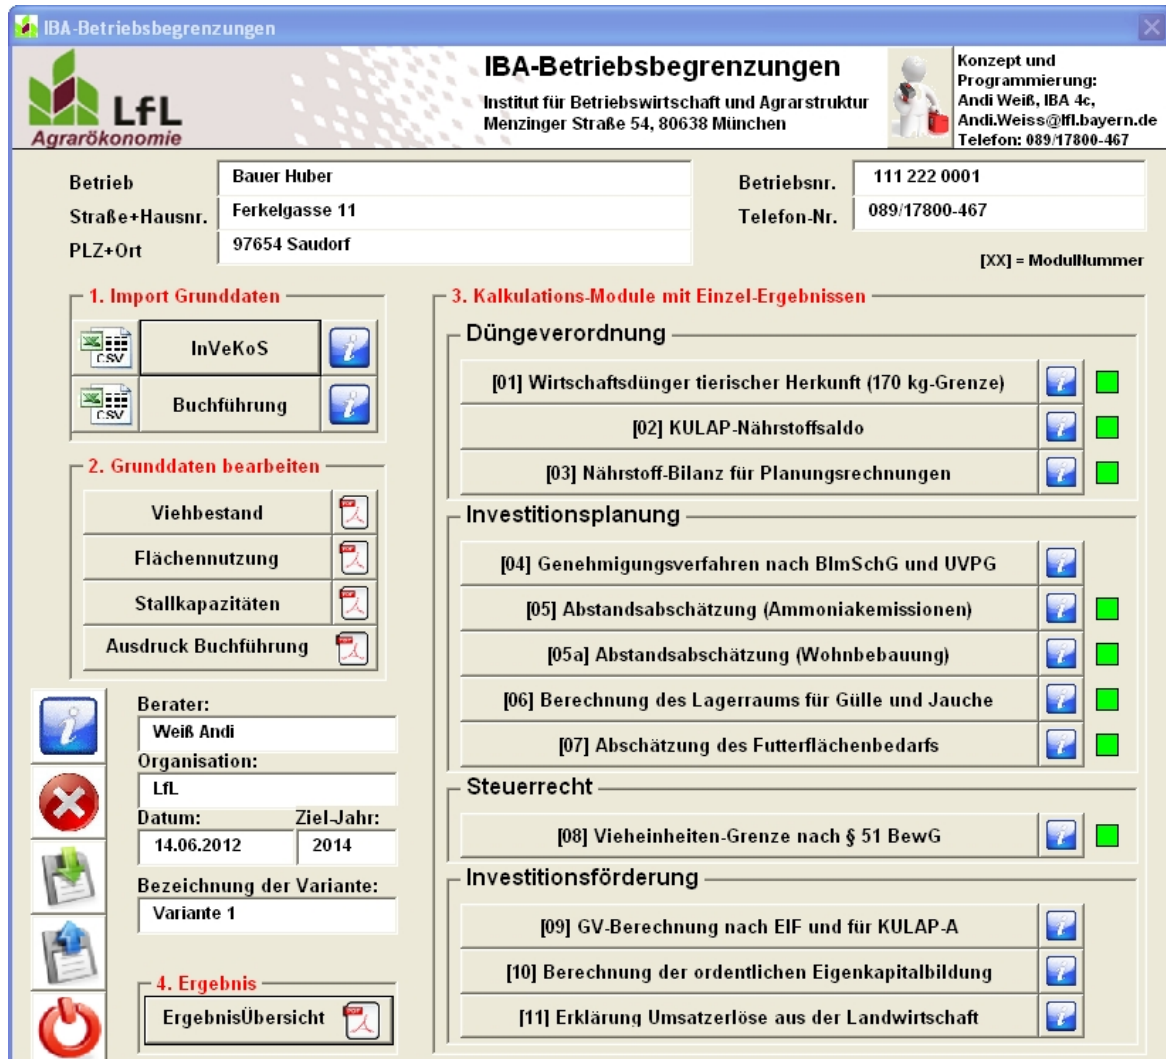 IBA-Betriebsbegrenzungen
LfL
Agrarökonomie
IBA-Betriebsbegrenzungen
Institut für Betriebswirtschaft und Agrarstruktur
Menzinger Straße 54, 80638 München
Konzept und
Programmierung:
Andi Weiß, IBA 4c,
Andi.Weiss@lfl.bayern.de
Telefon: 089/17800-467
Betrieb Bauer Huber
Straße+Hausnr. Ferkelgasse 11
PLZ+Ort 97654 Saudorf
Betriebsnr. 111 222 0001
Telefon-Nr. 089/17800-467
[XX] = ModulNummer
1. Import Grunddaten
CSV InVeKoS
CSV Buchführung
2. Grunddaten bearbeiten
Viehbestand PDF
Flächennutzung PDF
Stallkapazitäten PDF
Ausdruck Buchführung PDF
Berater:
Weiß Andi
Organisation:
LfL
Datum: Ziel-Jahr:
14.06.2012 2014
Bezeichnung der Variante:
Variante 1
4. Ergebnis
ErgebnisÜbersicht PDF
3. Kalkulations-Module mit Einzel-Ergebnissen
Düngeverordnung
[01] Wirtschaftsdünger tierischer Herkunft (170 kg-Grenze)
[02] KULAP-Nährstoffsaldo
[03] Nährstoff-Bilanz für Planungsrechnungen
Investitionsplanung
[04] Genehmigungsverfahren nach BImSchG und UVPG
[05] Abstandsabschätzung (Ammoniakemissionen)
[05a] Abstandsabschätzung (Wohnbebauung)
[06] Berechnung des Lagerraums für Gülle und Jauche
[07] Abschätzung des Futterflächenbedarfs
Steuerrecht
[08] Vieheinheiten-Grenze nach § 51 BewG
Investitionsförderung
[09] GV-Berechnung nach EIF und für KULAP-A
[10] Berechnung der ordentlichen Eigenkapitalbildung
[11] Erklärung Umsatzerlöse aus der Landwirtschaft